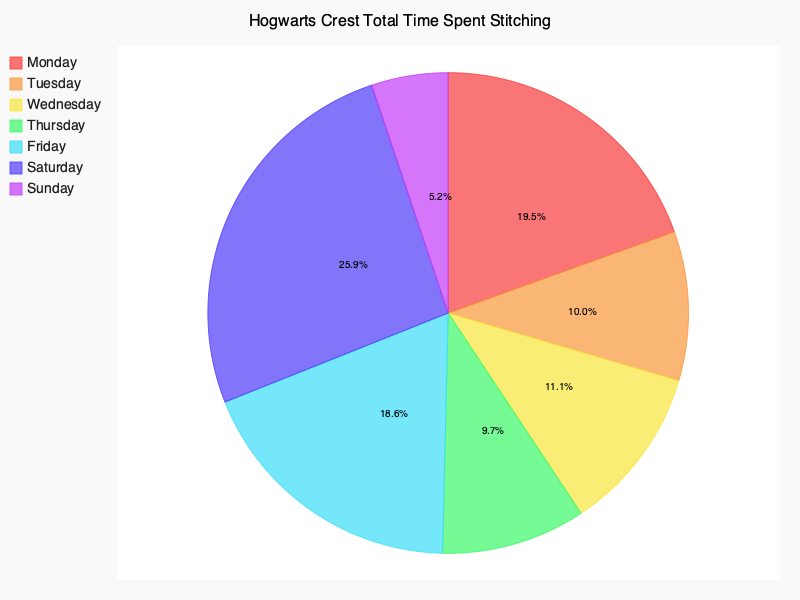 Hogwarts Crest Total Time Spent Stitching
Monday
Tuesday
Wednesday
Thursday
Friday
Saturday
Sunday
5.2%
19.5%
25.9%
10.0%
11.1%
18.6%
9.7%